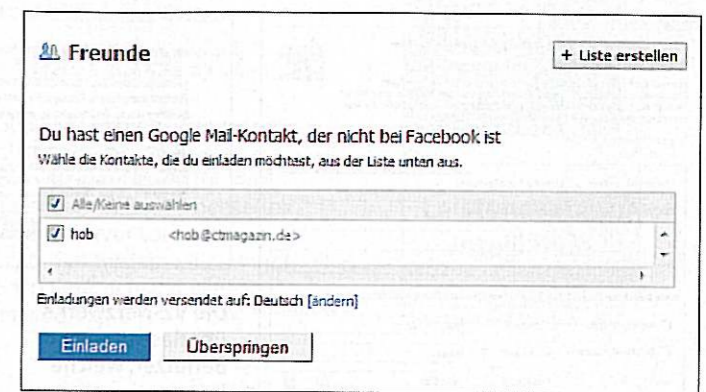 Freunde
+ Liste erstellen
Du hast einen Google Mail-Kontakt, der nicht bei Facebook ist
Wähle die Kontakte, die du einladen möchtest, aus der Liste unten aus.
Alle/Keine auswählen
hob <hob@ctmagazin.de>
Einladungen werden versendet auf: Deutsch [ändern]
Einladen Überspringen